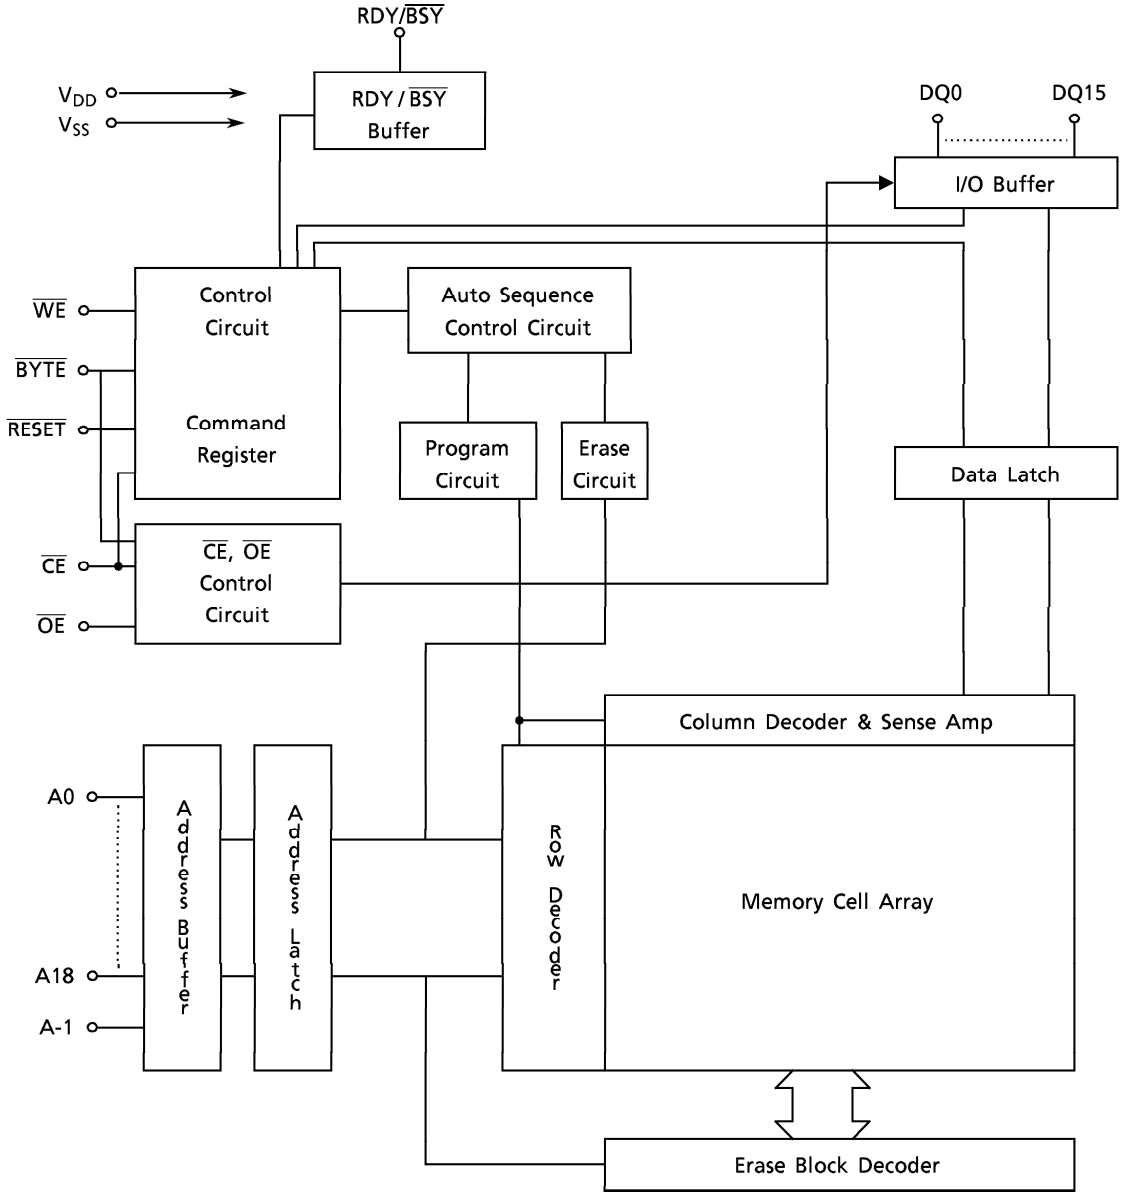 RDY/BSY
VDD
VSS
RDY / BSY
Buffer
DQ0
DQ15
I/O Buffer
WE
BYTE
RESET
Control
Circuit
Command
Register
Auto Sequence
Control Circuit
Program
Circuit
Erase
Circuit
Data Latch
CE
OE
CE, OE
Control
Circuit
Column Decoder & Sense Amp
A0
A18
A-1
Address Buffer
Address Latch
Row Decoder
Memory Cell Array
Erase Block Decoder